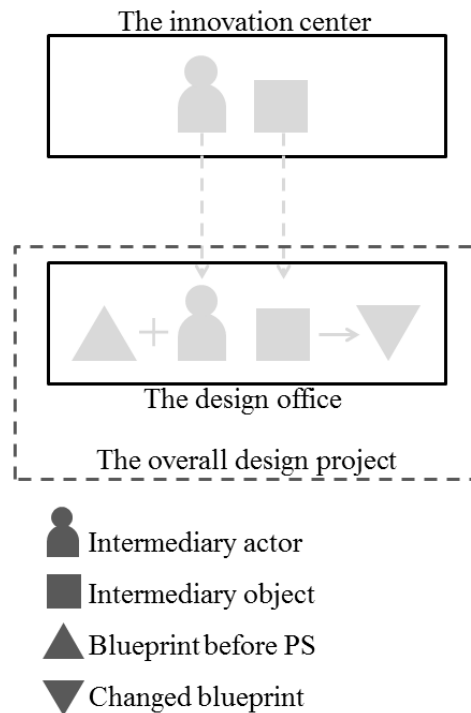 The innovation center
+
The design office
The overall design project
Intermediary actor
Intermediary object
Blueprint before PS
Changed blueprint